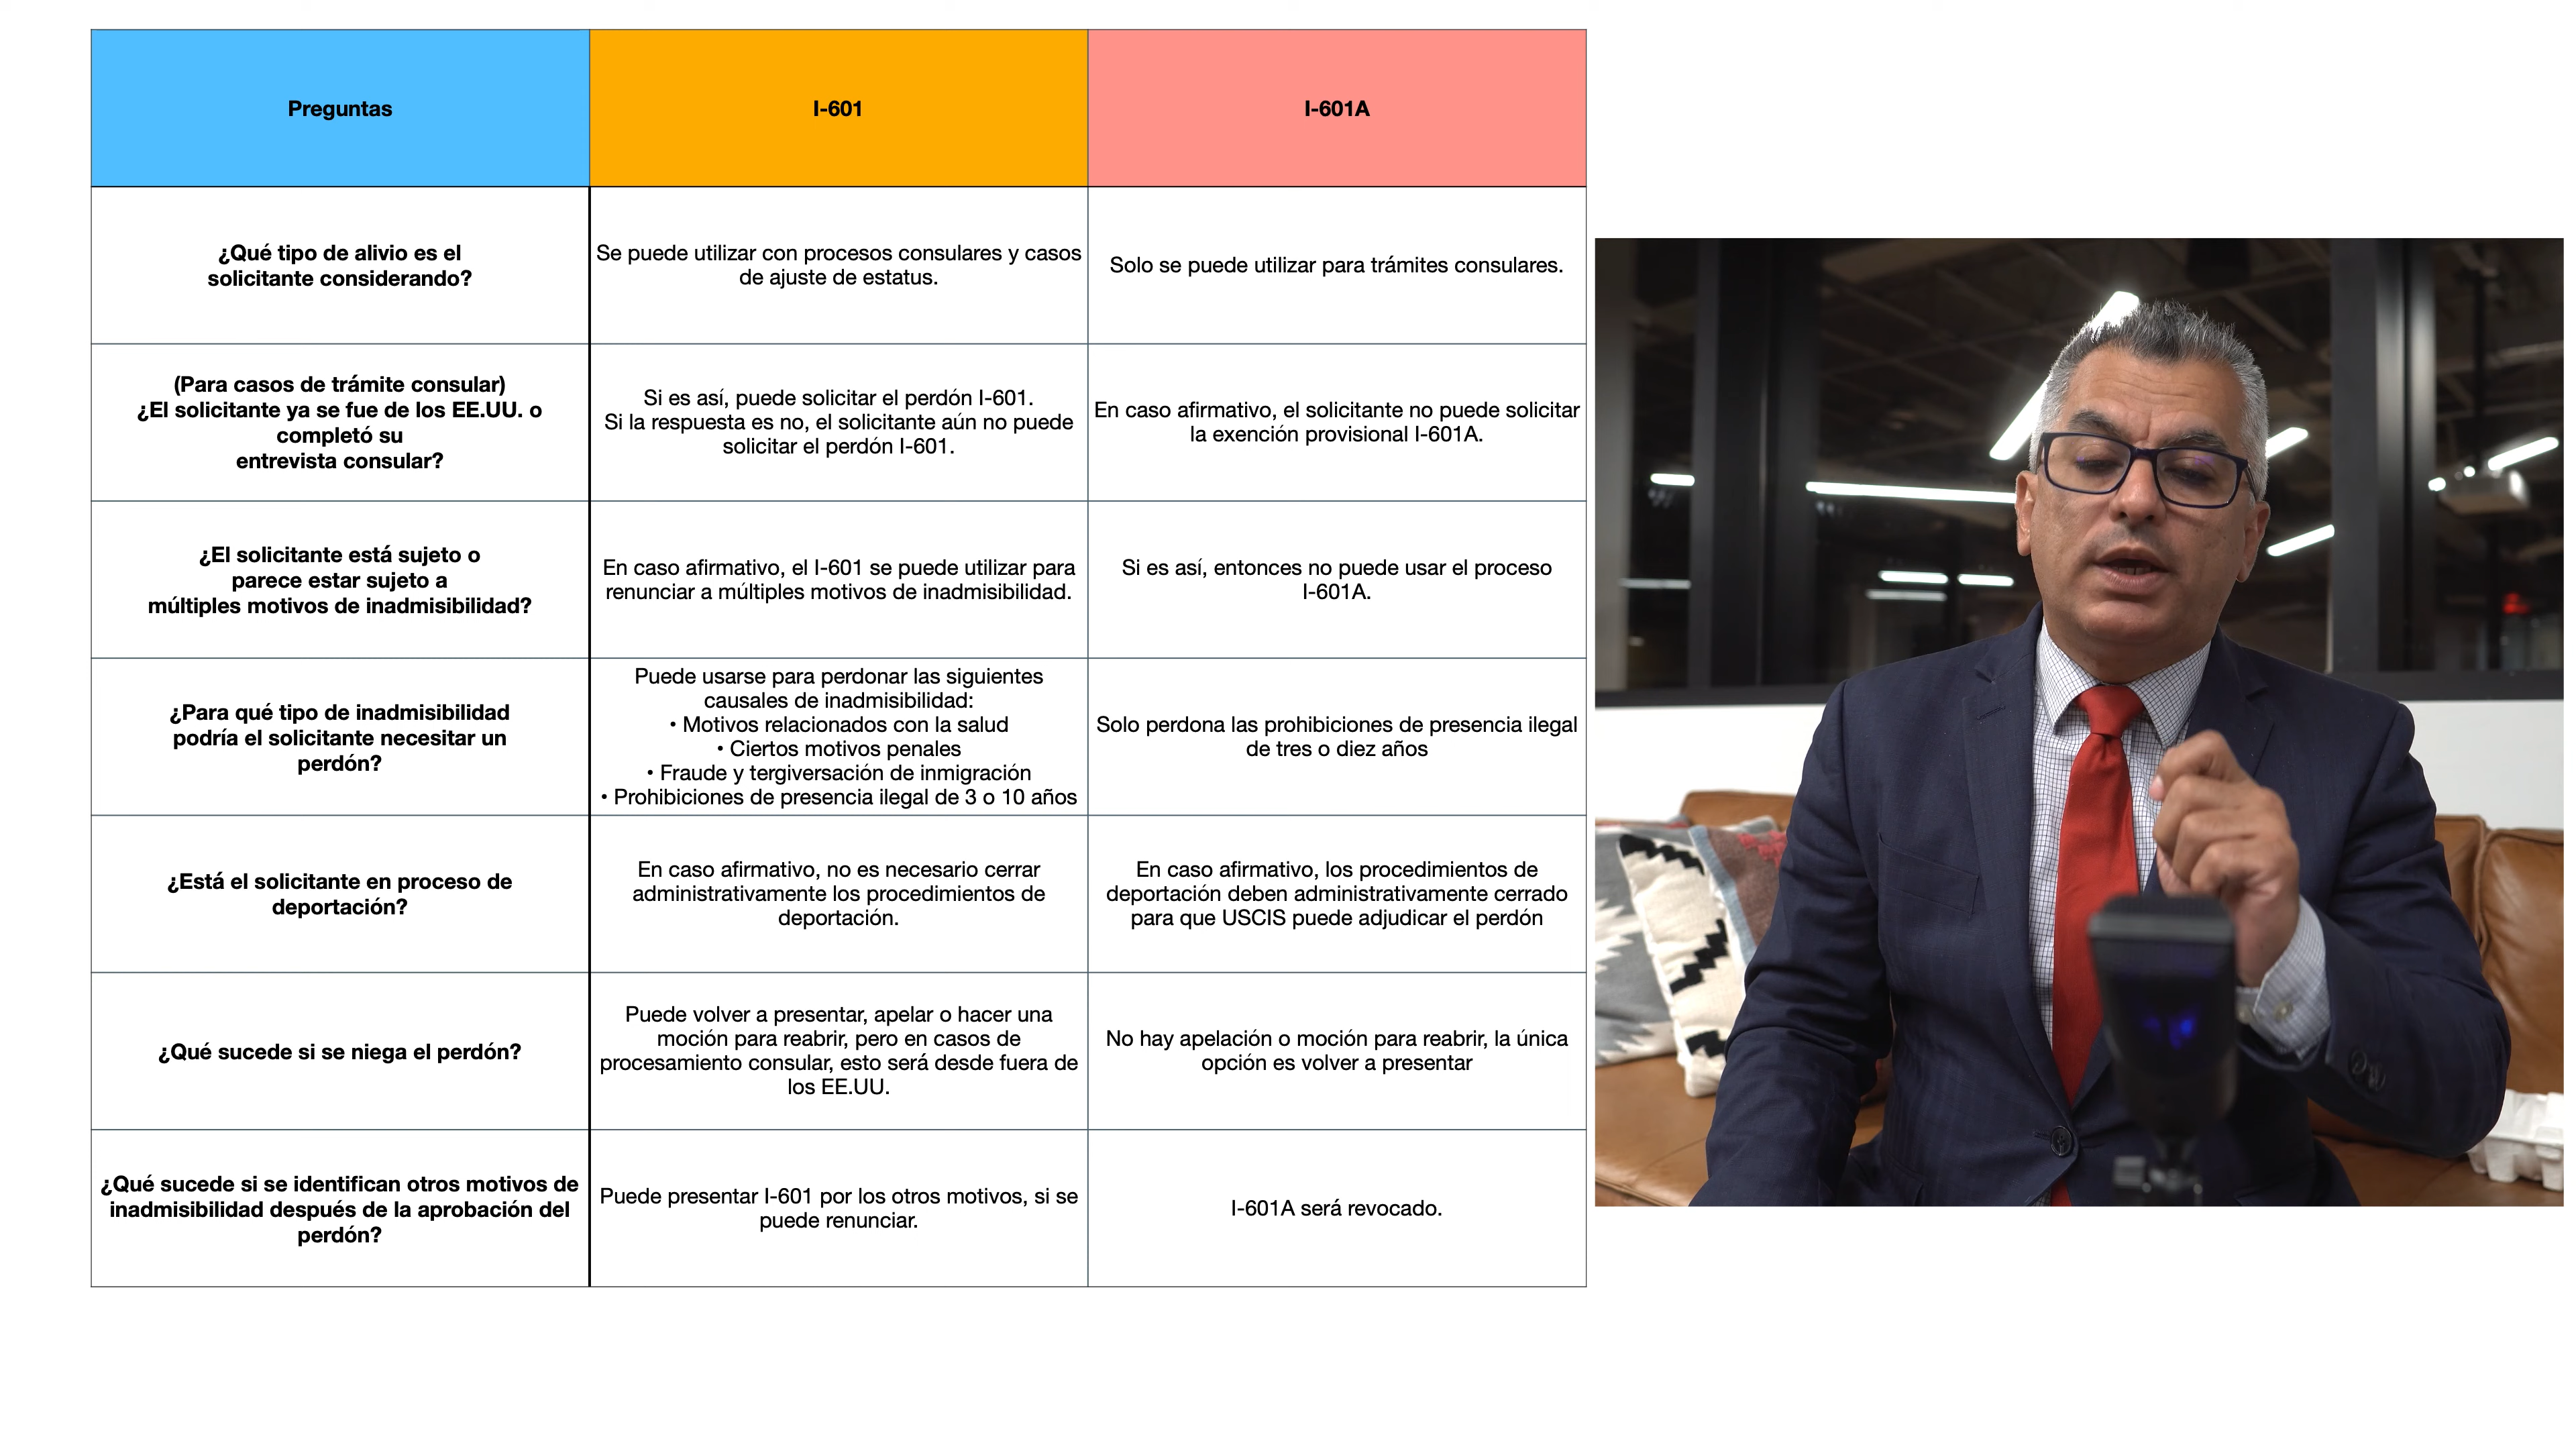 Preguntas
I-601
I-601A
¿Qué tipo de alivio es el
solicitante considerando?
Se puede utilizar con procesos consulares y casos
de ajuste de estatus.
Solo se puede utilizar para trámites consulares.
(Para casos de trámite consular)
¿El solicitante ya se fue de los EE.UU. o
completó su
entrevista consular?
Si es así, puede solicitar el perdón I-601.
Si la respuesta es no, el solicitante aún no puede
solicitar el perdón I-601.
En caso afirmativo, el solicitante no puede solicitar
la exención provisional I-601A.
¿El solicitante está sujeto o
parece estar sujeto a
múltiples motivos de inadmisibilidad?
En caso afirmativo, el I-601 se puede utilizar para
renunciar a múltiples motivos de inadmisibilidad.
Si es así, entonces no puede usar el proceso
I-601A.
¿Para qué tipo de inadmisibilidad
podría el solicitante necesitar un
perdón?
Puede usarse para perdonar las siguientes
causales de inadmisibilidad:
• Motivos relacionados con la salud
• Ciertos motivos penales
• Fraude y tergiversación de inmigración
• Prohibiciones de presencia ilegal de 3 o 10 años
Solo perdona las prohibiciones de presencia ilegal
de tres o diez años
¿Está el solicitante en proceso de
deportación?
En caso afirmativo, no es necesario cerrar
administrativamente los procedimientos de
deportación.
En caso afirmativo, los procedimientos de
deportación deben administrativamente cerrado
para que USCIS puede adjudicar el perdón
¿Qué sucede si se niega el perdón?
Puede volver a presentar, apelar o hacer una
moción para reabrir, pero en casos de
procesamiento consular, esto será desde fuera de
los EE.UU.
No hay apelación o moción para reabrir, la única
opción es volver a presentar
¿Qué sucede si se identifican otros motivos de
inadmisibilidad después de la aprobación del
perdón?
Puede presentar I-601 por los otros motivos, si se
puede renunciar.
I-601A será revocado.